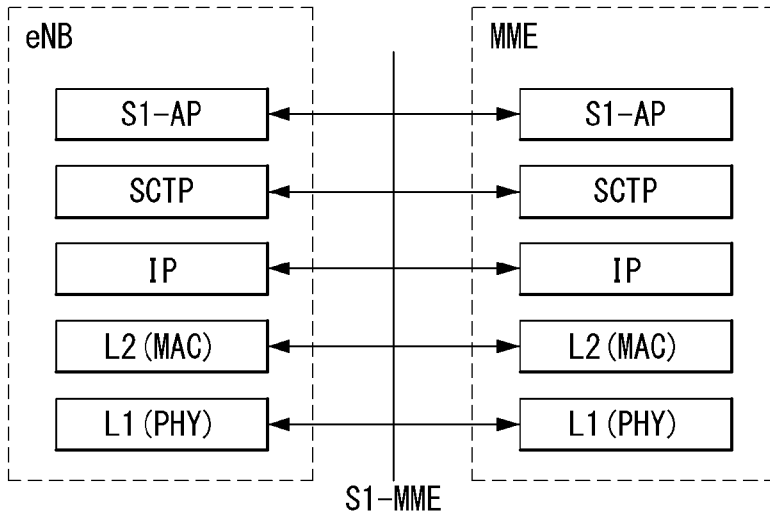 eNB
MME
S1-AP
S1-AP
SCTP
SCTP
IP
IP
L2(MAC)
L2(MAC)
L1(PHY)
L1(PHY)
S1-MME